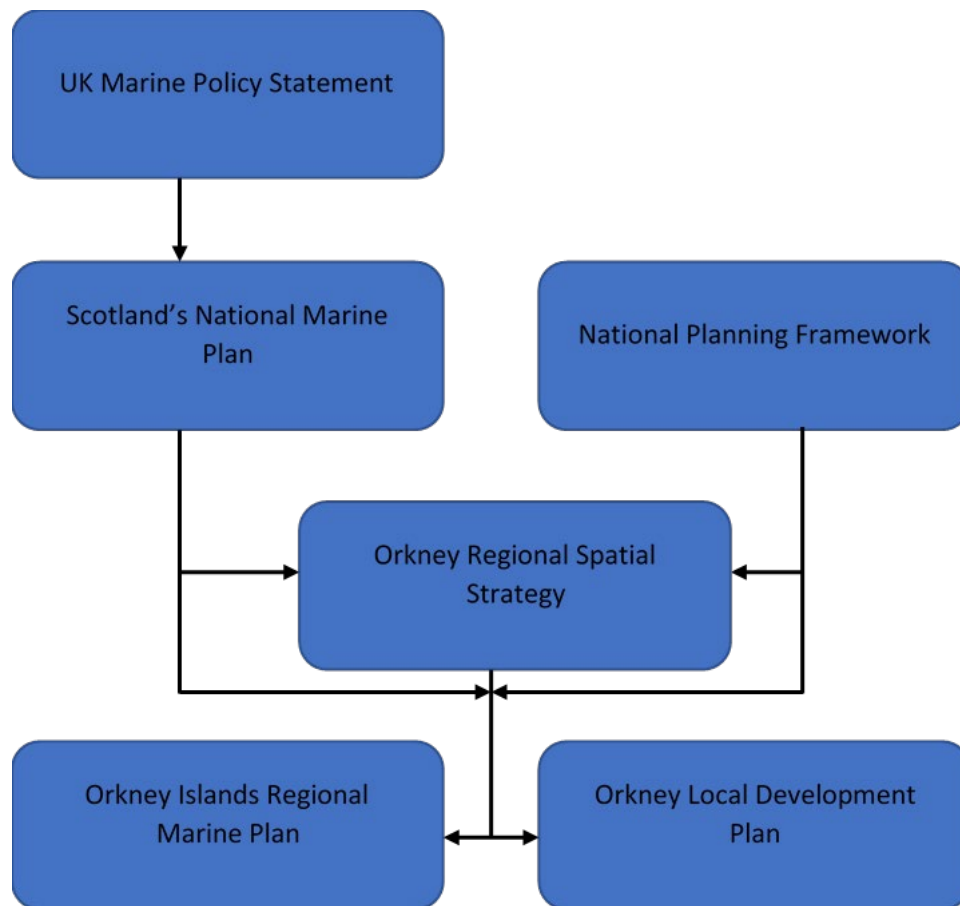 UK Marine Policy Statement
Scotland’s National Marine
Plan
National Planning Framework
Orkney Regional Spatial
Strategy
Orkney Islands Regional
Marine Plan
Orkney Local Development
Plan